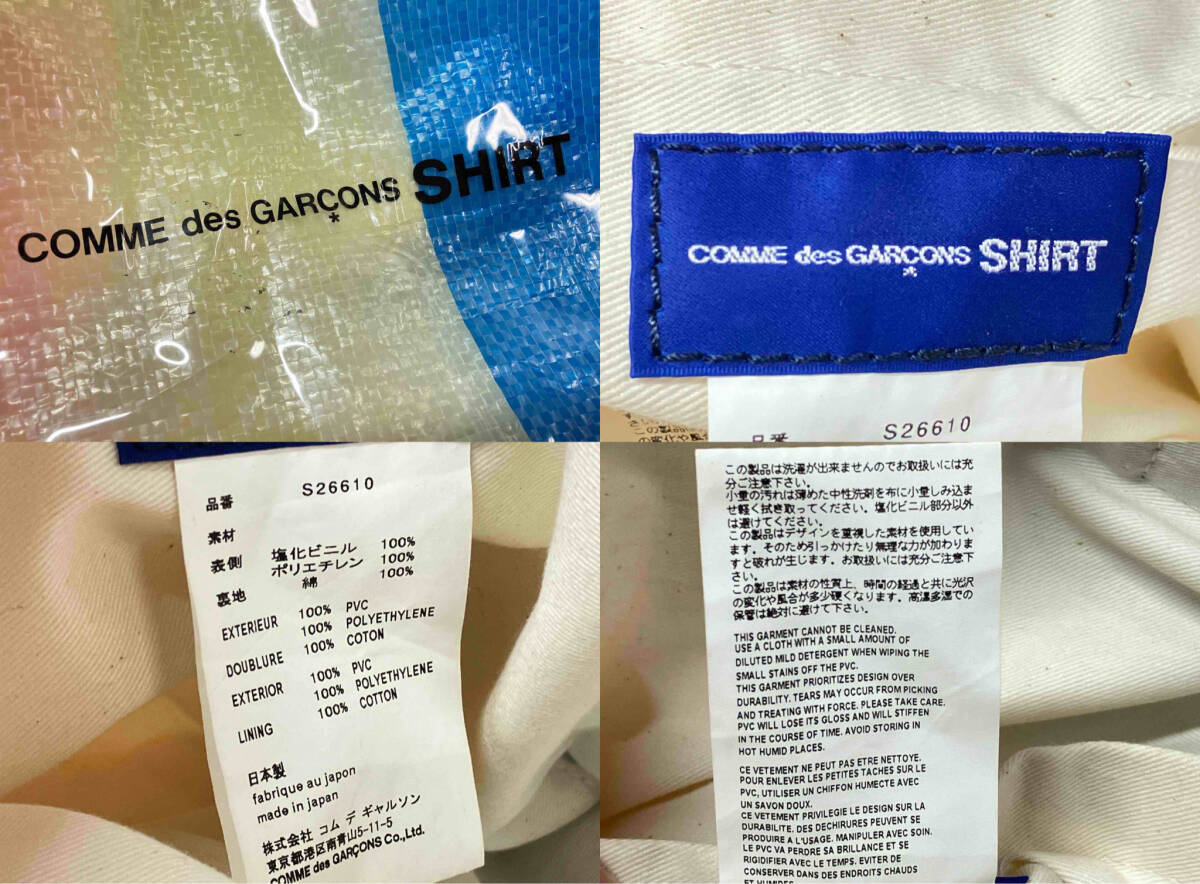 COMME des GARCONS SHIRT
*
COMME des GARCONS SHIRT
*
品番 S26610
品番 S26610
素材
表側 塩化ビニル 100%
ポリエチレン 100%
裏地 綿 100%
EXTERIEUR 100% PVC
100% POLYETHYLENE
DOUBLURE 100% COTON
EXTERIOR 100% PVC
100% POLYETHYLENE
LINING 100% COTTON
日本製
fabrique au japon
made in japan
株式会社 コム デ ギャルソン
東京都港区南青山5-11-5
COMME des GARÇONS Co.,Ltd.
この製品は洗濯が出来ませんのでお取扱いには充
分ご注意下さい。
小量の汚れは薄めた中性洗剤を布に小量しみ込ま
せ軽く拭き取ってください。塩化ビニル部分以外
は避けてください。
この製品はデザインを重視した素材を使用してい
ます。そのため引っかけたり無理な力が加わりま
すと破れが生じます。お取扱いには充分ご注意下
さい。
この製品は素材の性質上、時間の経過と共に光沢
の変化や風合が多少硬くなります。高温多湿での
保管は絶対に避けて下さい。
THIS GARMENT CANNOT BE CLEANED.
USE A CLOTH WITH A SMALL AMOUNT OF
DILUTED MILD DETERGENT WHEN WIPING THE
SMALL STAINS OFF THE PVC.
THIS GARMENT PRIORITIZES DESIGN OVER
DURABILITY. TEARS MAY OCCUR FROM PICKING
AND TREATING WITH FORCE. PLEASE TAKE CARE.
PVC WILL LOSE ITS GLOSS AND WILL STIFFEN
IN THE COURSE OF TIME. AVOID STORING IN
HOT HUMID PLACES.
CE VETEMENT NE PEUT PAS ETRE NETTOYE.
POUR ENLEVER LES PETITES TACHES SUR LE
PVC, UTILISER UN CHIFFON HUMECTE AVEC
UN SAVON DOUX.
CE VETEMENT PRIVILEGIE LE DESIGN SUR LA
DURABILITE. DES DECHIRURES PEUVENT SE
PRODUIRE A L'USAGE. MANIPULER AVEC SOIN.
LE PVC VA PERDRE SA BRILLANCE ET SE
RIGIDIFIER AVEC LE TEMPS. EVITER DE
CONSERVER DANS DES ENDROITS CHAUDS
ET HUMIDES.